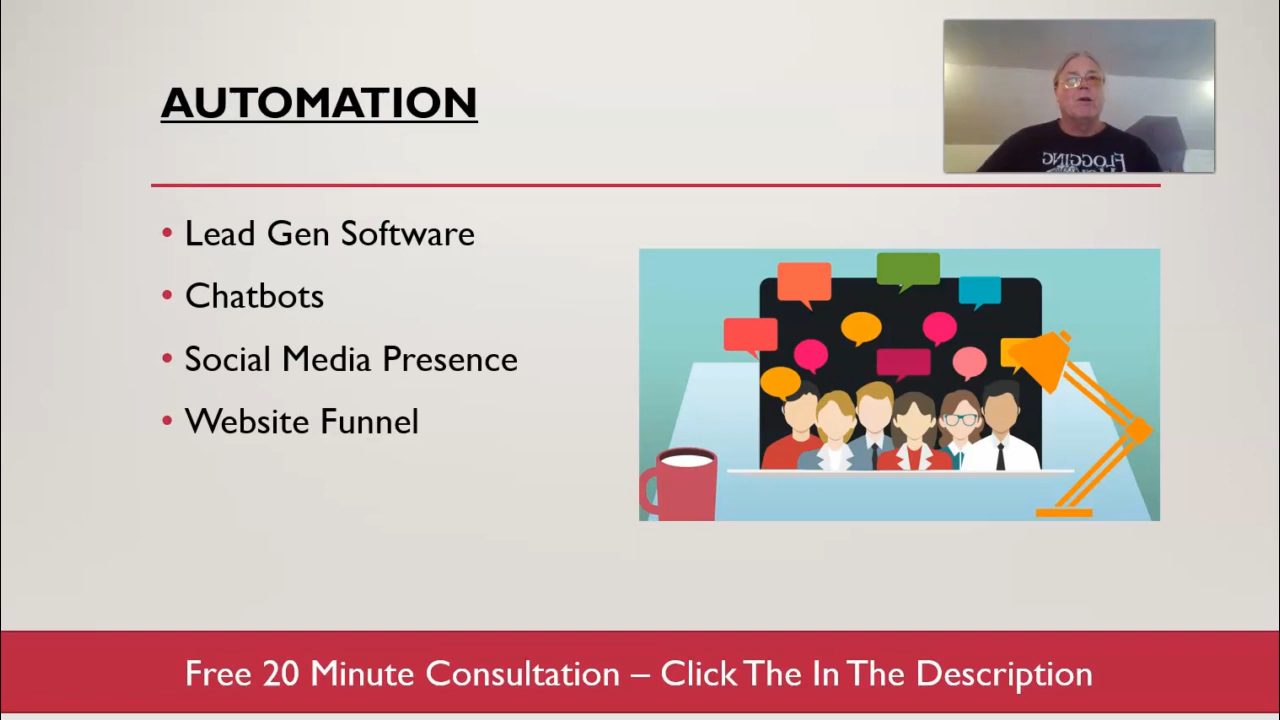 AUTOMATION
FLOGGING
Lead Gen Software
Chatbots
Social Media Presence
Website Funnel
Free 20 Minute Consultation – Click The In The Description